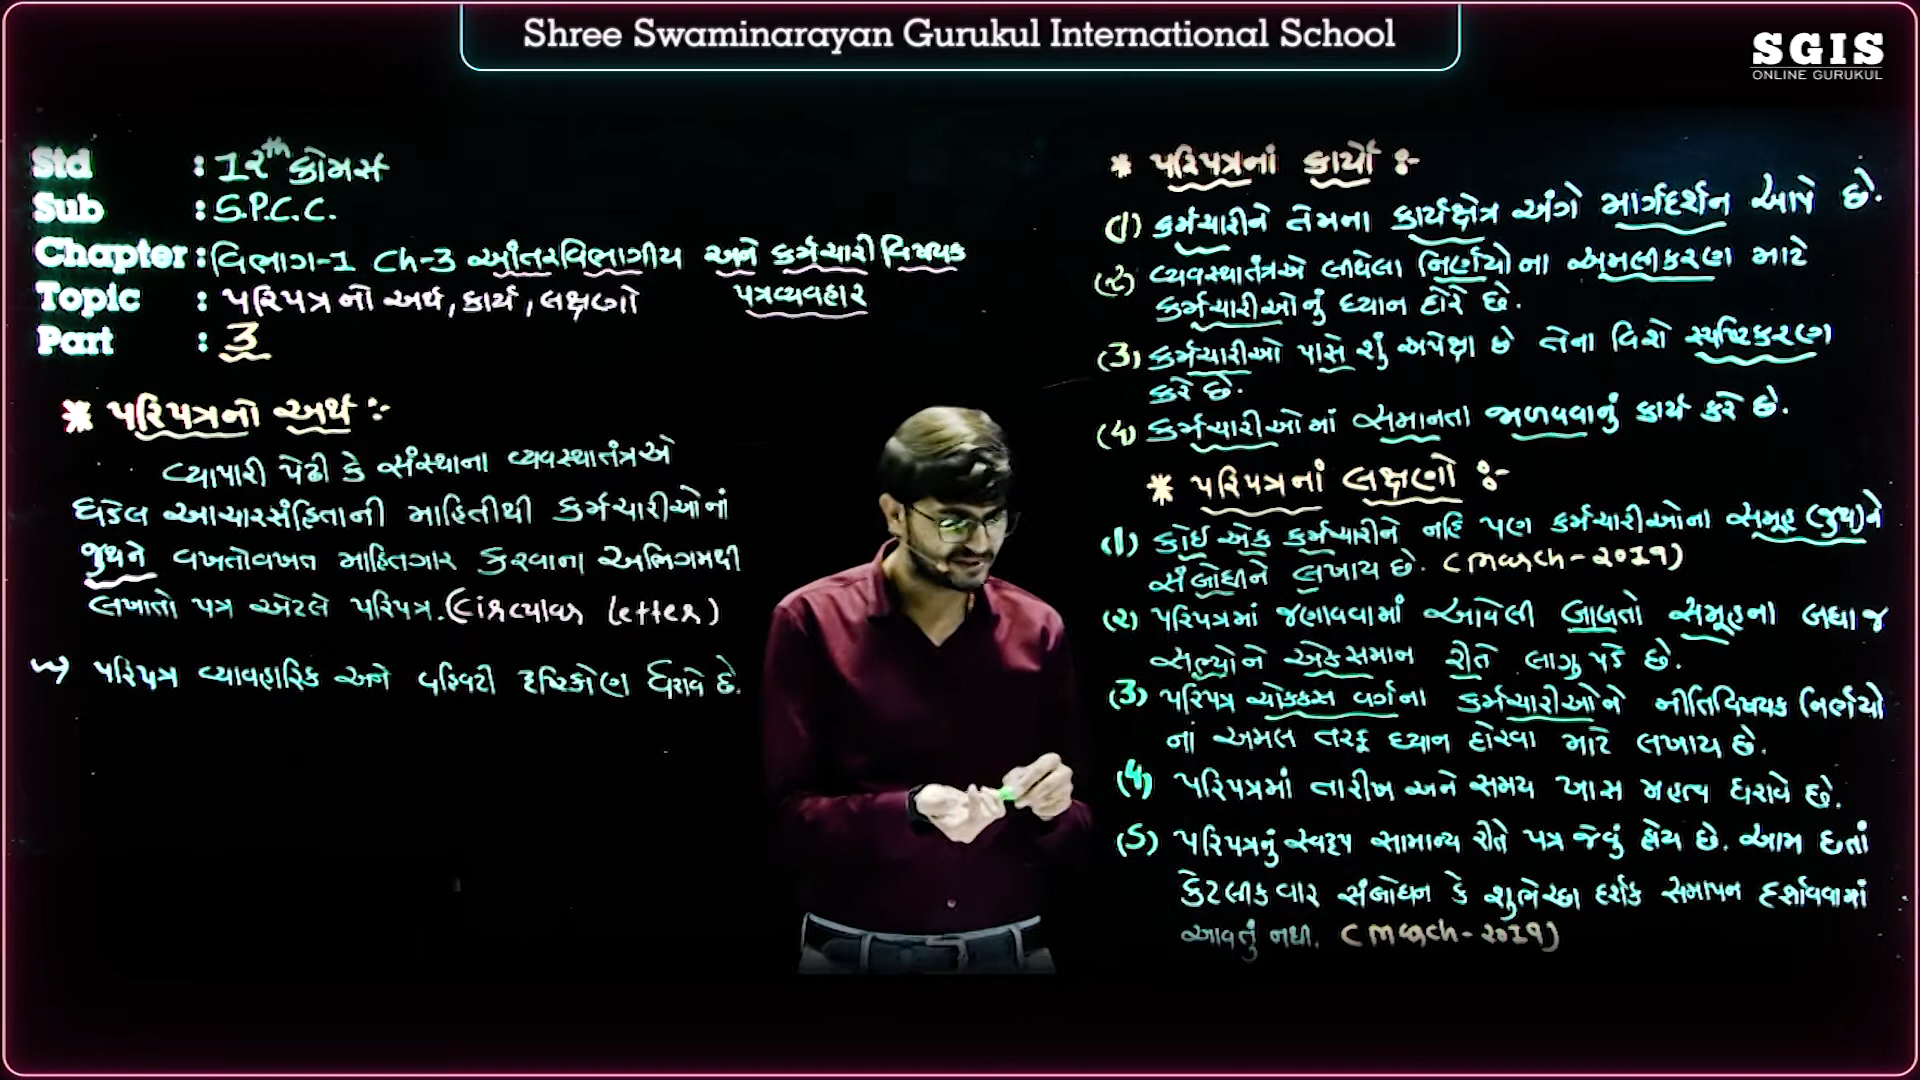 Shree Swaminarayan Gurukul International School
SGIS
ONLINE GURUKUL
Std : 12th કોમર્સ
Sub : S.P.C.C.
Chapter : વિભાગ-1 Ch-3 આંતરવિભાગીય અને કર્મચારી વિષયક
પત્રવ્યવહાર
Topic : પરિપત્રનો અર્થ, કાર્ય, લક્ષણો
Part : 3
* પરિપત્રનો અર્થ :-
વ્યાપારી પેઢી કે સંસ્થાના વ્યવસ્થાતંત્રએ
ઘડેલ આચારસંહિતાની માહિતીથી કર્મચારીઓનાં
જુથને વખતોવખત માહિતગાર કરવાના અભિગમથી
લખાતો પત્ર એટલે પરિપત્ર. (Circular Letter)
→ પરિપત્ર વ્યાવહારિક અને વહિવટી દ્રષ્ટિકોણ ધરાવે છે.
* પરિપત્રનાં કાર્યો :-
(1) કર્મચારીને તેમના કાર્યક્ષેત્ર અંગે માર્ગદર્શન આપે છે.
(2) વ્યવસ્થાતંત્રએ લીધેલા નિર્ણયોના અમલીકરણ માટે
કર્મચારીઓનું ધ્યાન દોરે છે.
(3) કર્મચારીઓ પાસે શું અપેક્ષા છે તેના વિશે સ્પષ્ટિકરણ
કરે છે.
(4) કર્મચારીઓમાં સમાનતા જાળવવાનું કાર્ય કરે છે.
* પરિપત્રનાં લક્ષણો :-
(1) કોઈ એક કર્મચારીને નહિ પણ કર્મચારીઓના સમૂહ (જુથ)ને
સંબોધીને લખાય છે. (March-2019)
(૨) પરિપત્રમાં જણાવવામાં આવેલી બાબતો સમૂહના બધા જ
સભ્યોને એકસમાન રીતે લાગુ પડે છે.
(3) પરિપત્ર ચોક્કસ વર્ગના કર્મચારીઓને નીતિવિષયક નિર્ણયો
નાં અમલ તરફ ધ્યાન દોરવા માટે લખાય છે.
(4) પરિપત્રમાં તારીખ અને સમય ખાસ મહત્વ ધરાવે છે.
(5) પરિપત્રનું સ્વરૂપ સામાન્ય રીતે પત્ર જેવું હોય છે. આમ છતાં
કેટલીકવાર સંબોધન કે શુભેચ્છા દર્શક સમાપન દર્શાવવામાં
આવતું નથી. (March-2019)